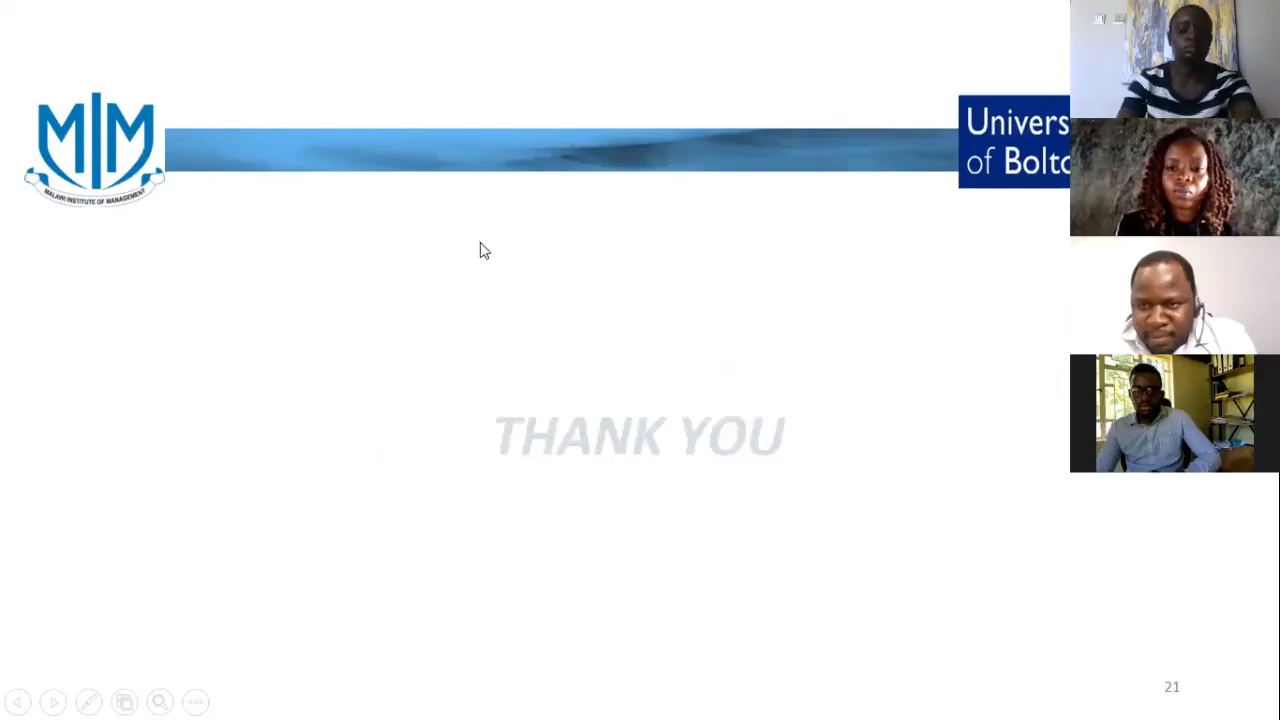 MIM
MALAWI INSTITUTE OF MANAGEMENT
Univers
of Bolto
THANK YOU
21